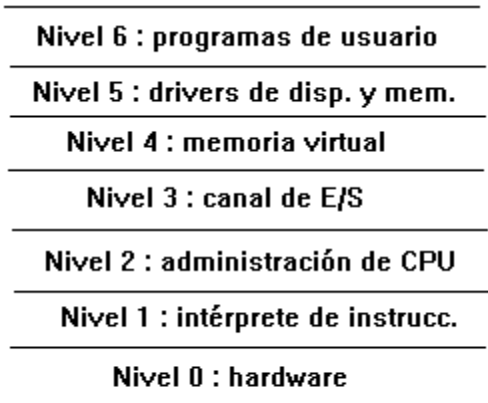 Nivel 6 : programas de usuario
Nivel 5 : drivers de disp. y mem.
Nivel 4 : memoria virtual
Nivel 3 : canal de E/S
Nivel 2 : administración de CPU
Nivel 1 : intérprete de instrucc.
Nivel 0 : hardware